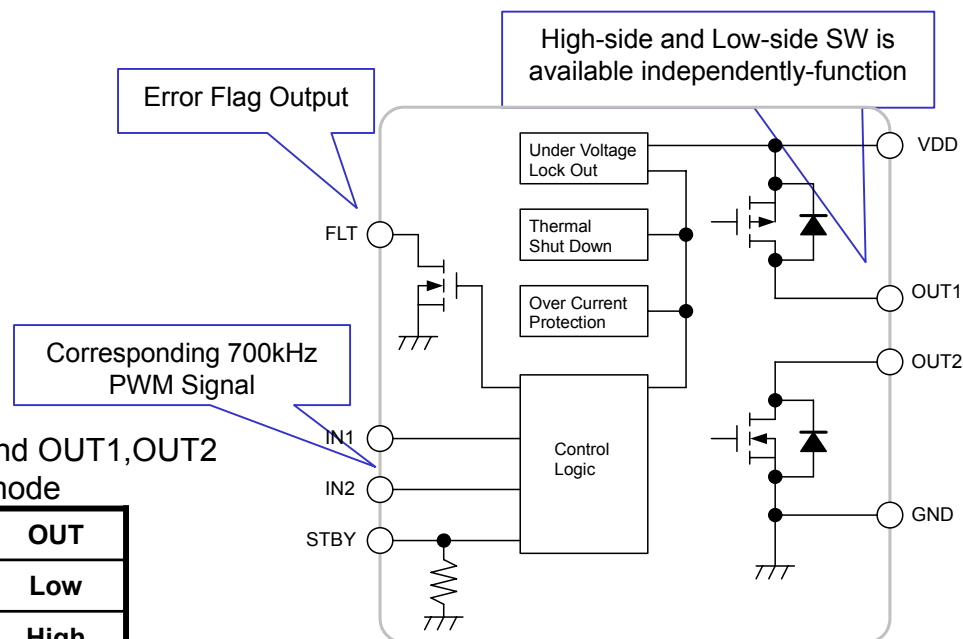 High-side and Low-side SW is
available independently-function
Error Flag Output
Under Voltage
Lock Out
VDD
Thermal
Shut Down
FLT
Over Current
Protection
OUT1
Corresponding 700kHz
PWM Signal
OUT2
IN1
Control
Logic
nd OUT1,OUT2
node
IN2
GND
OUT
STBY
Low
High